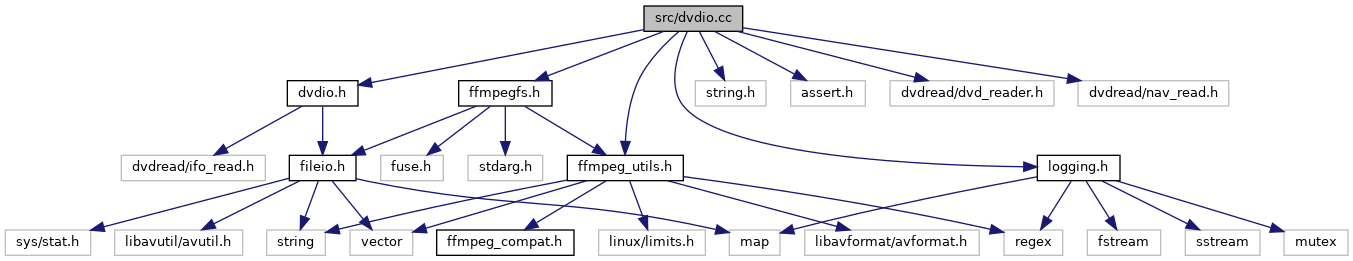 src/dvdio.cc
dvdio.h
ffmpegfs.h
string.h
assert.h
dvdread/dvd_reader.h
dvdread/nav_read.h
dvdread/ifo_read.h
fileio.h
fuse.h
stdarg.h
ffmpeg_utils.h
logging.h
sys/stat.h
libavutil/avutil.h
string
vector
ffmpeg_compat.h
linux/limits.h
map
libavformat/avformat.h
regex
fstream
sstream
mutex